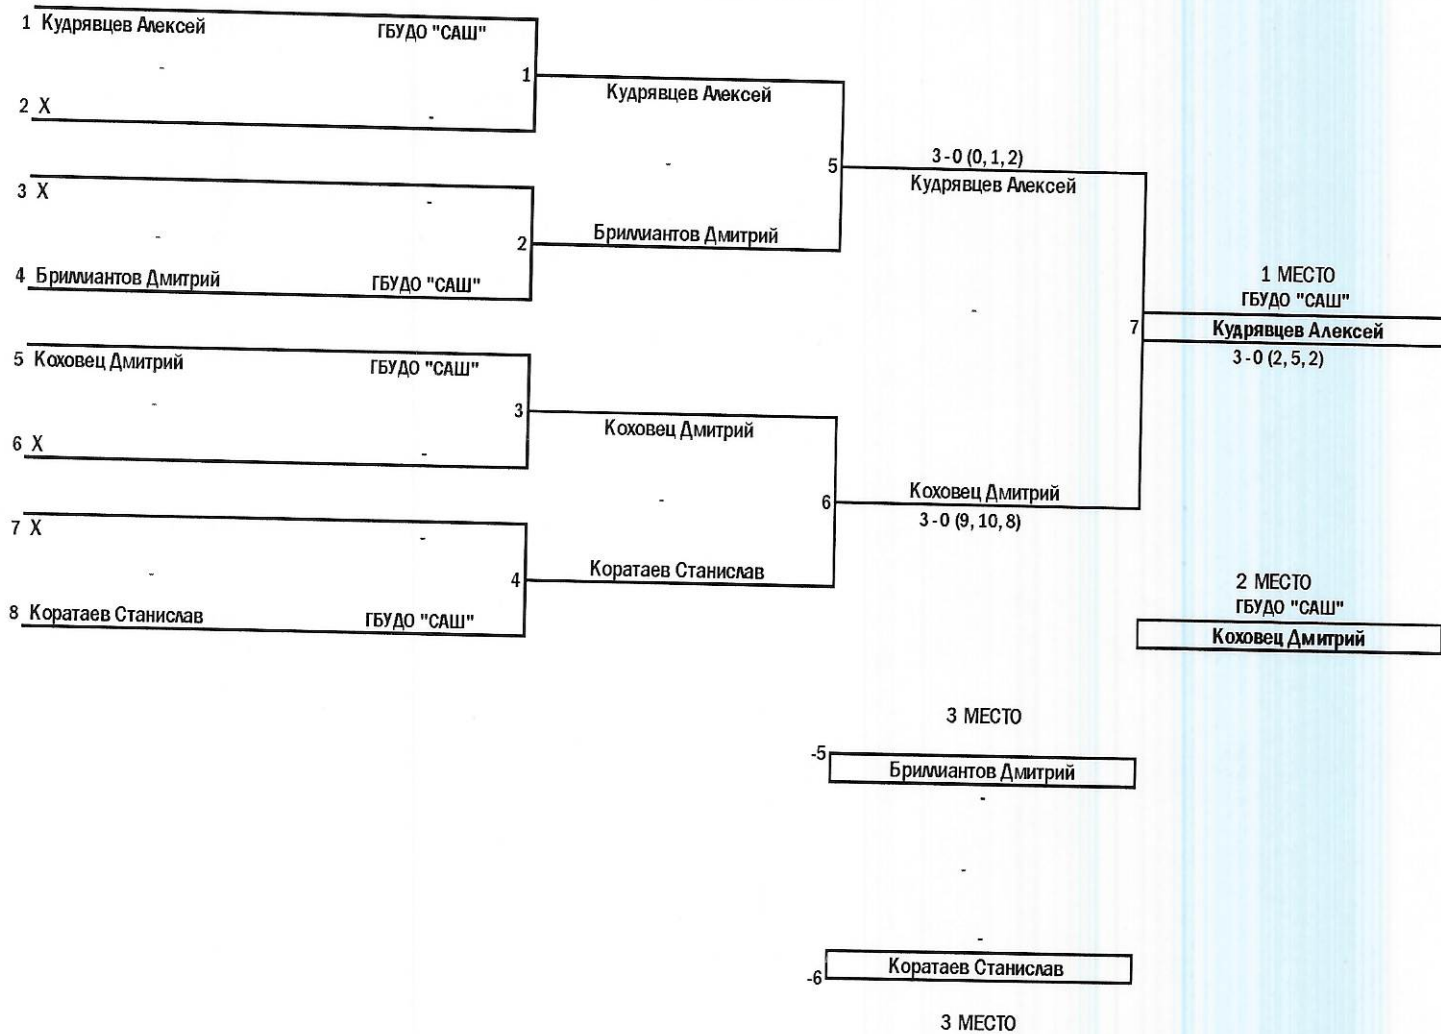 1 Кудрявцев Алексей ГБУДО "САШ"
-
1
2 X -
Кудрявцев Алексей
-
5
3 X -
-
2
Бриллиантов Дмитрий
4 Бриллиантов Дмитрий ГБУДО "САШ"
3-0 (0, 1, 2)
Кудрявцев Алексей
-
7
5 Коховец Дмитрий ГБУДО "САШ"
-
3
6 X -
Коховец Дмитрий
-
6
7 X -
-
4
Коратаев Станислав
8 Коратаев Станислав ГБУДО "САШ"
Коховец Дмитрий
3-0 (9, 10, 8)
1 МЕСТО
ГБУДО "САШ"
Кудрявцев Алексей
3-0 (2, 5, 2)
2 МЕСТО
ГБУДО "САШ"
Коховец Дмитрий
3 МЕСТО
-5 Бриллиантов Дмитрий
-
-
-
-6 Коратаев Станислав
3 МЕСТО